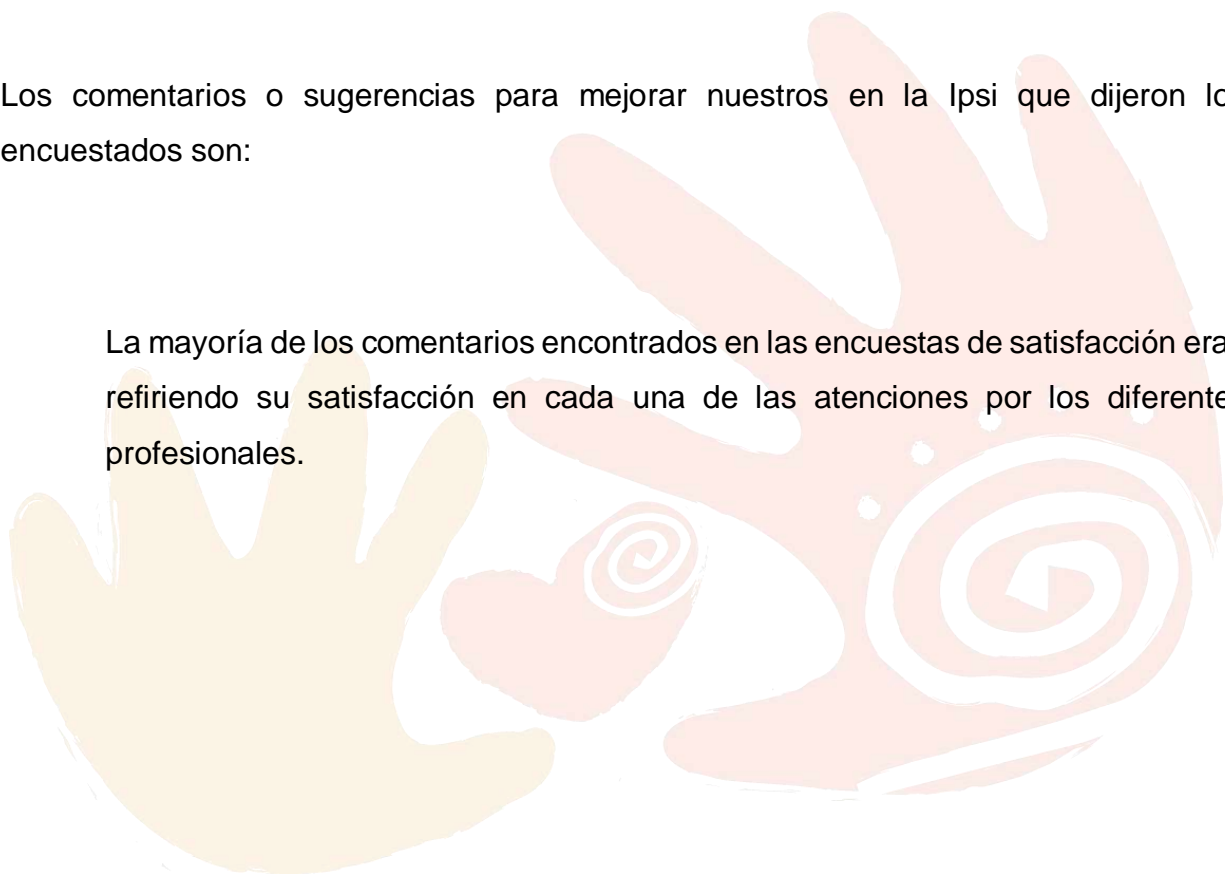 Los comentarios o sugerencias para mejorar nuestros en la Ipsi que dijeron lo
encuestados son:
La mayoría de los comentarios encontrados en las encuestas de satisfacción era
refiriendo su satisfacción en cada una de las atenciones por los diferente
profesionales.